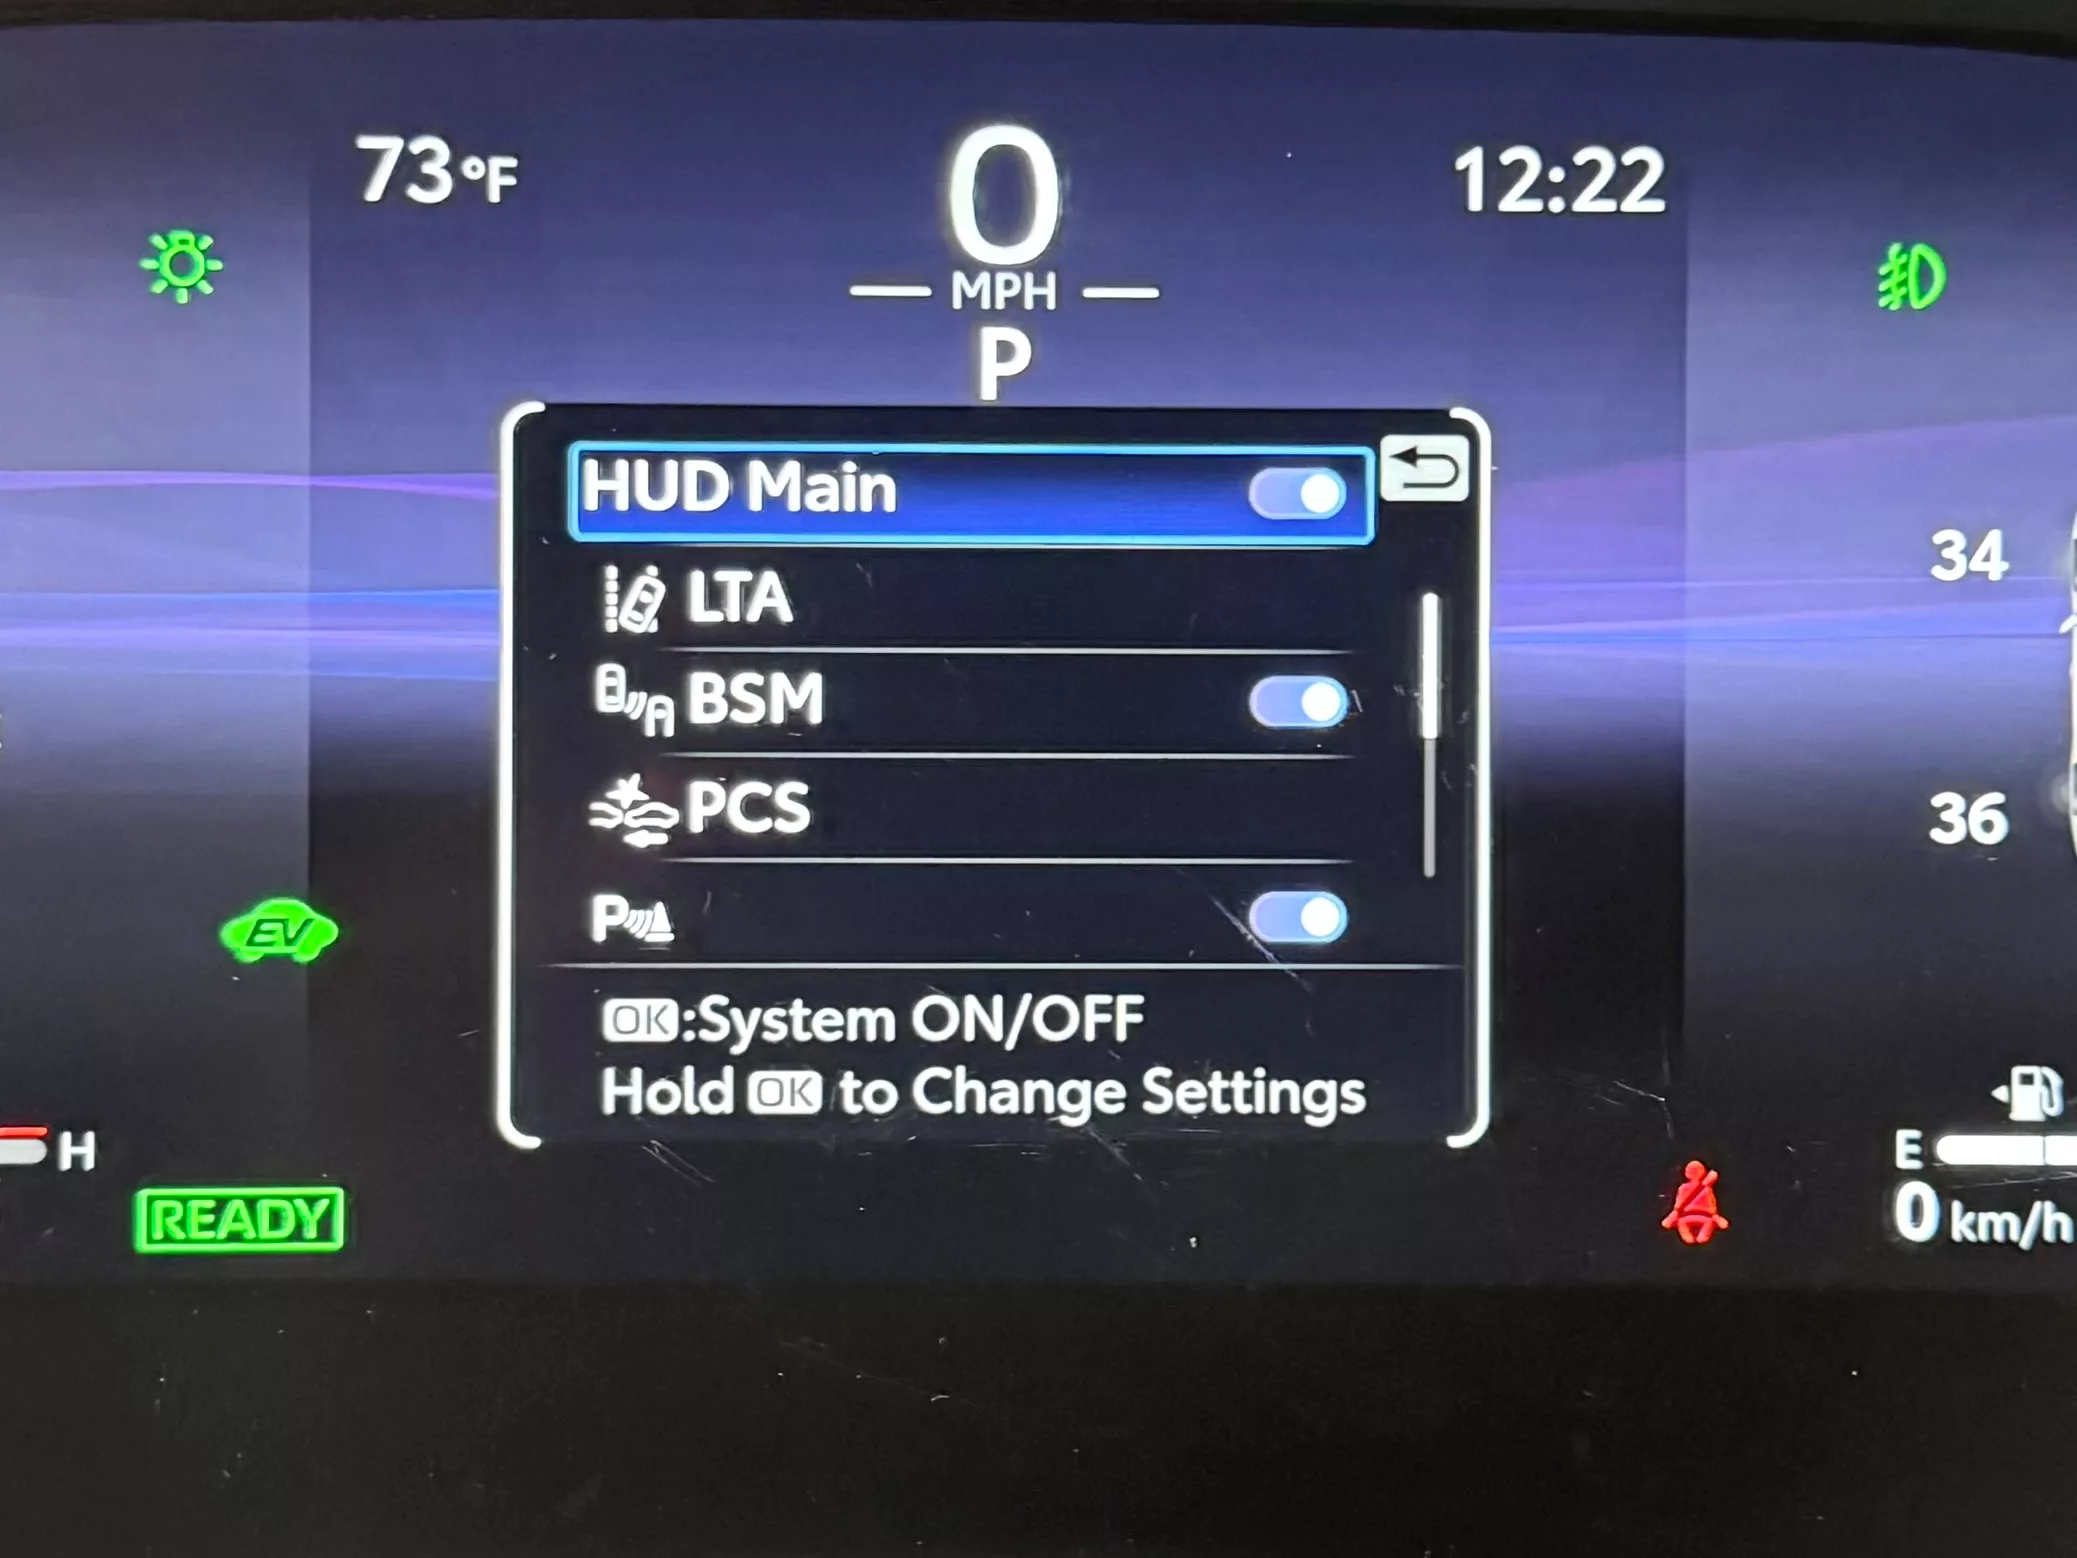 73°F
0
12:22
MPH
P
HUD Main
LTA
34
BSM
PCS
36
EV
P
OK:System ON/OFF
Hold OK to Change Settings
H
E
READY
0 km/h